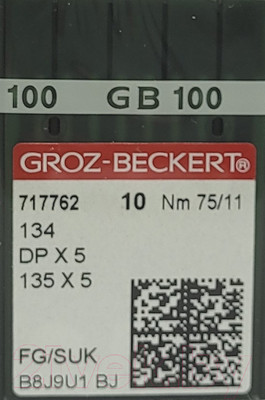 100 GB 100
GROZ-BECKERT®
717762 10 Nm 75/11
134
DP X 5
135 X 5
FG/SUK
B8J9U1 BJ